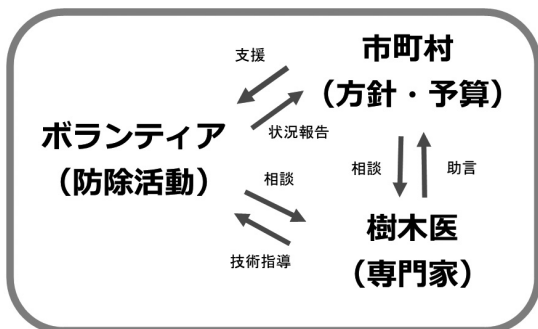 支援
市町村
（方針・予算）
ボランティア
（防除活動）
状況報告
相談
相談
助言
樹木医
（専門家）
技術指導